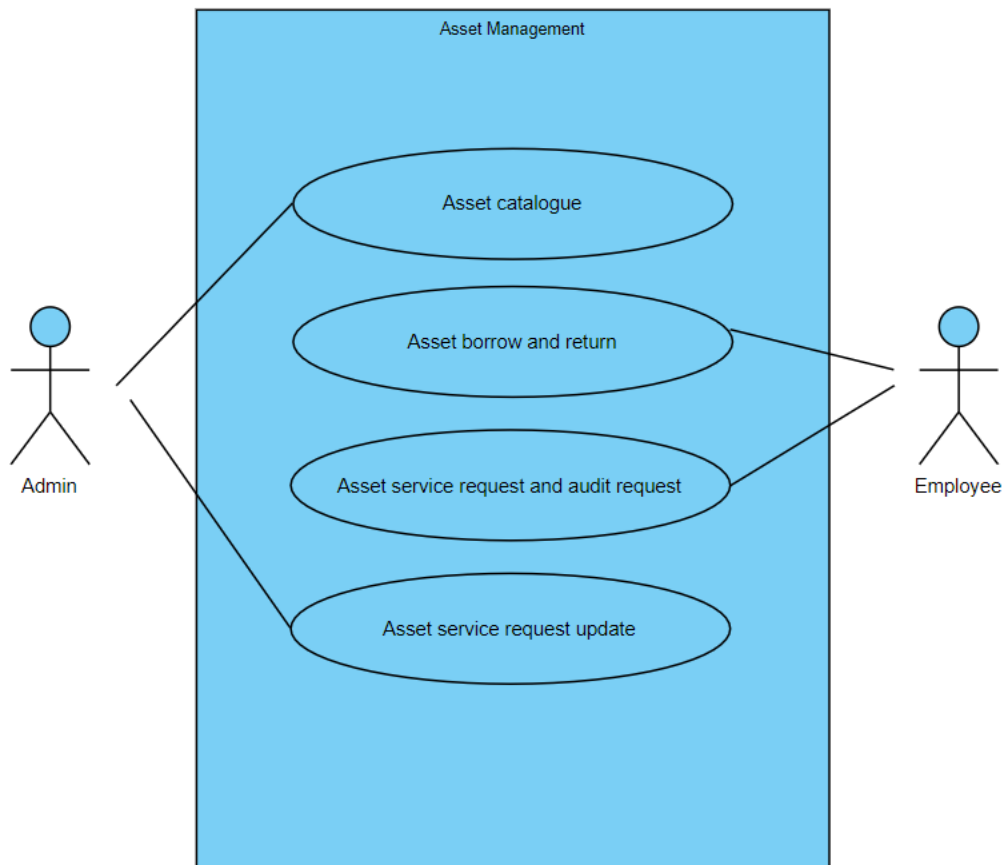 Asset Management
Asset catalogue
Asset borrow and return
Asset service request and audit request
Asset service request update
Admin
Employee